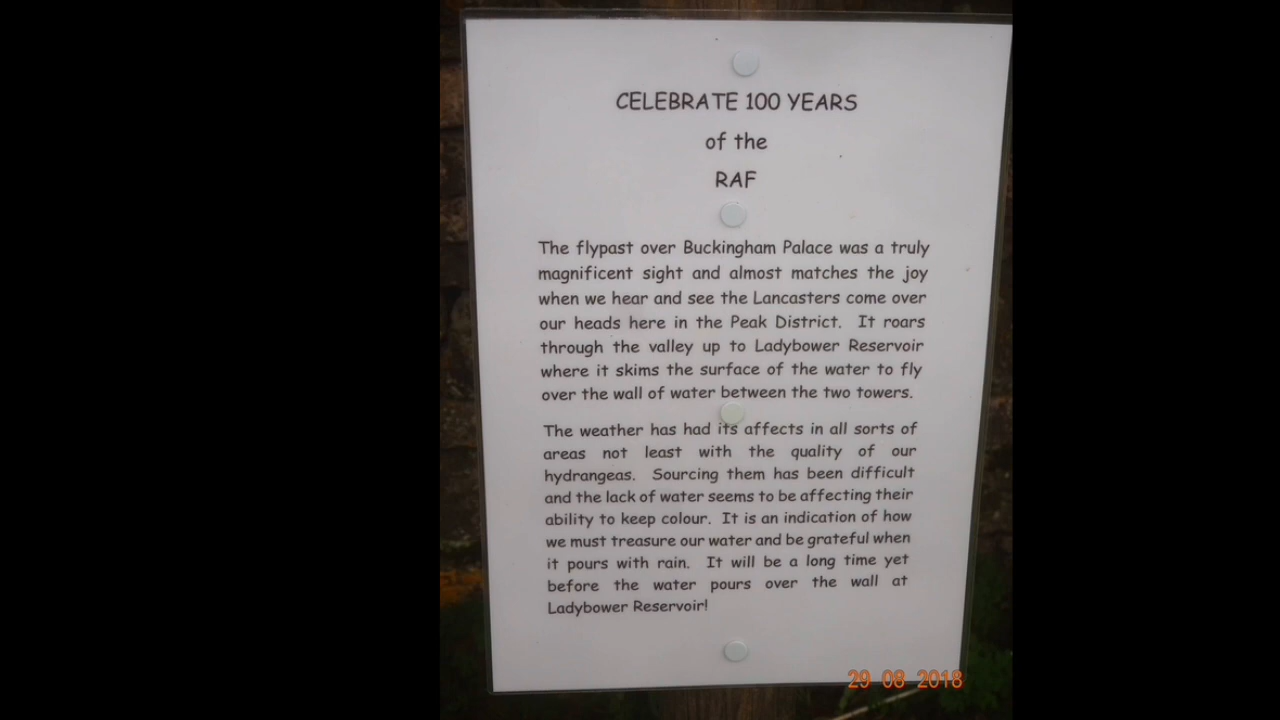 CELEBRATE 100 YEARS
of the
RAF
The flypast over Buckingham Palace was a truly
magnificent sight and almost matches the joy
when we hear and see the Lancasters come over
our heads here in the Peak District. It roars
through the valley up to Ladybower Reservoir
where it skims the surface of the water to fly
over the wall of water between the two towers.
The weather has had its affects in all sorts of
areas not least with the quality of our
hydrangeas. Sourcing them has been difficult
and the lack of water seems to be affecting their
ability to keep colour. It is an indication of how
we must treasure our water and be grateful when
it pours with rain. It will be a long time yet
before the water pours over the wall at
Ladybower Reservoir!
29 08 2018